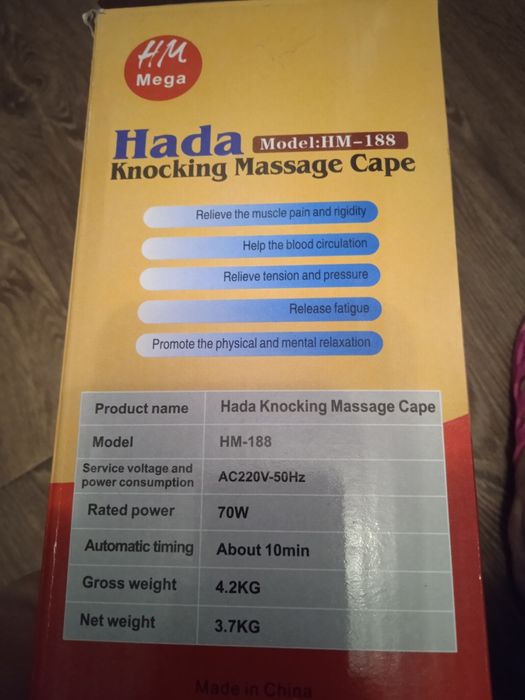 HM
Mega
Hada Model:HM-188
Knocking Massage Cape
Relieve the muscle pain and rigidity
Help the blood circulation
Relieve tension and pressure
Release fatigue
Promote the physical and mental relaxation
Product name Hada Knocking Massage Cape
Model HM-188
Service voltage and
power consumption AC220V-50Hz
Rated power 70W
Automatic timing About 10min
Gross weight 4.2KG
Net weight 3.7KG
Made in China